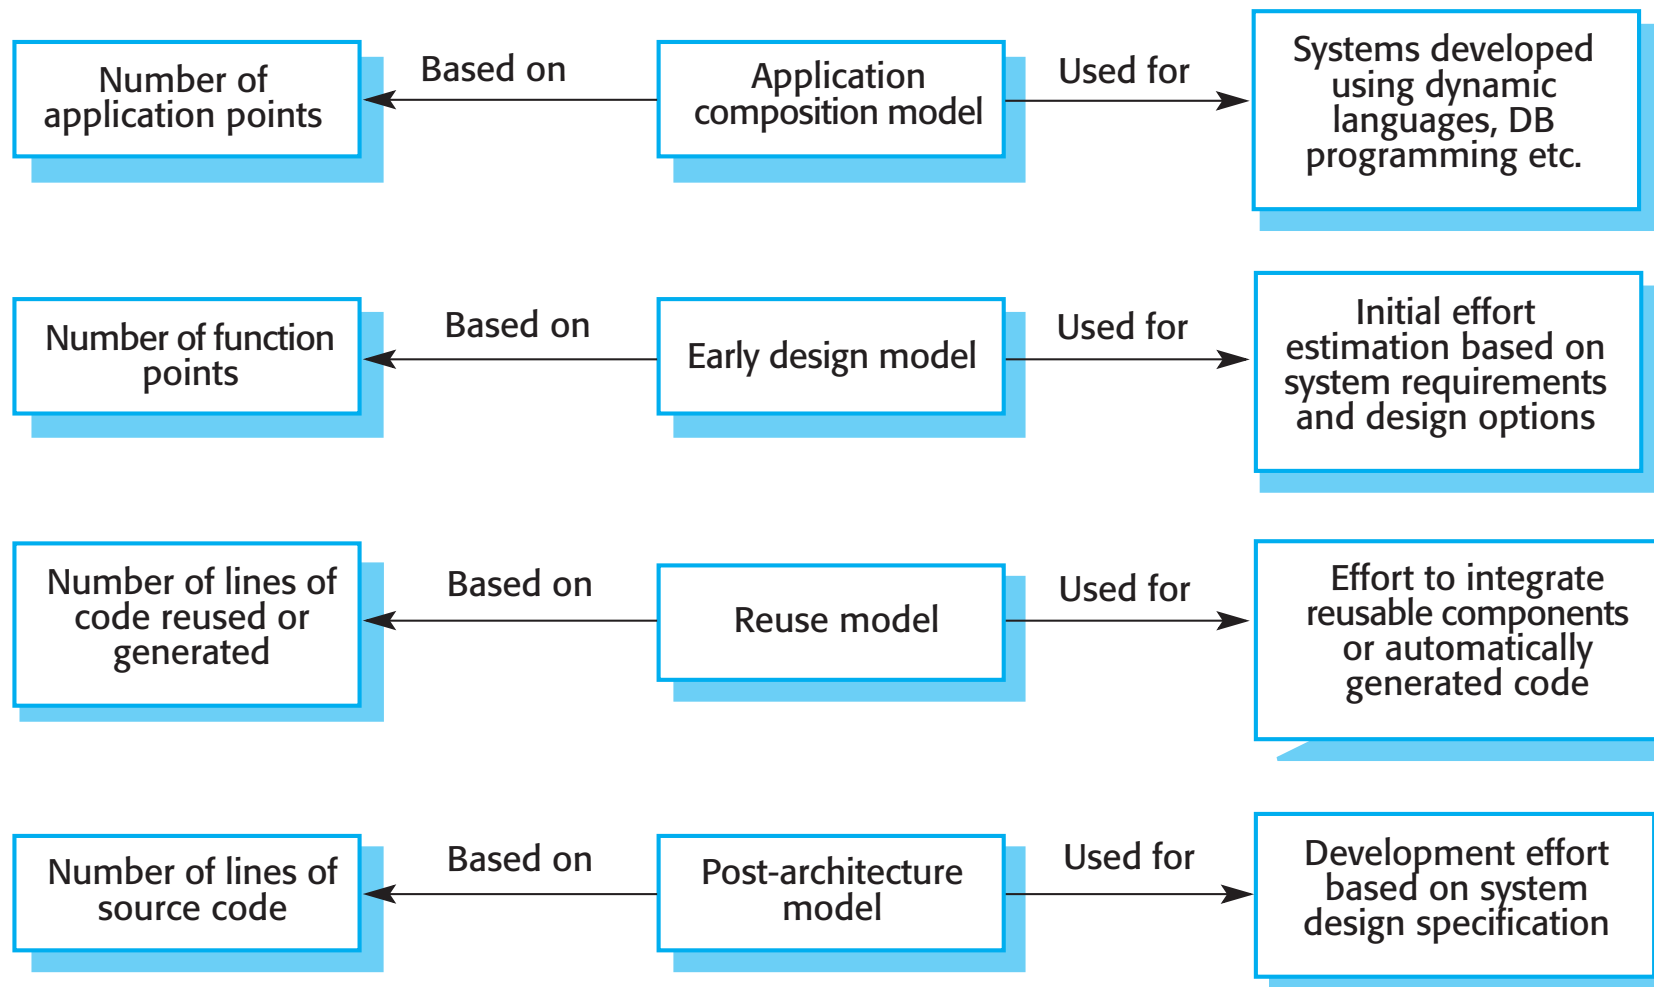 Number of
application points
Based on
Application
composition model
Used for
Systems developed
using dynamic
languages, DB
programming etc.
Number of function
points
Based on
Early design model
Used for
Initial effort
estimation based on
system requirements
and design options
Number of lines of
code reused or
generated
Based on
Reuse model
Used for
Effort to integrate
reusable components
or automatically
generated code
Number of lines of
source code
Based on
Post-architecture
model
Used for
Development effort
based on system
design specification